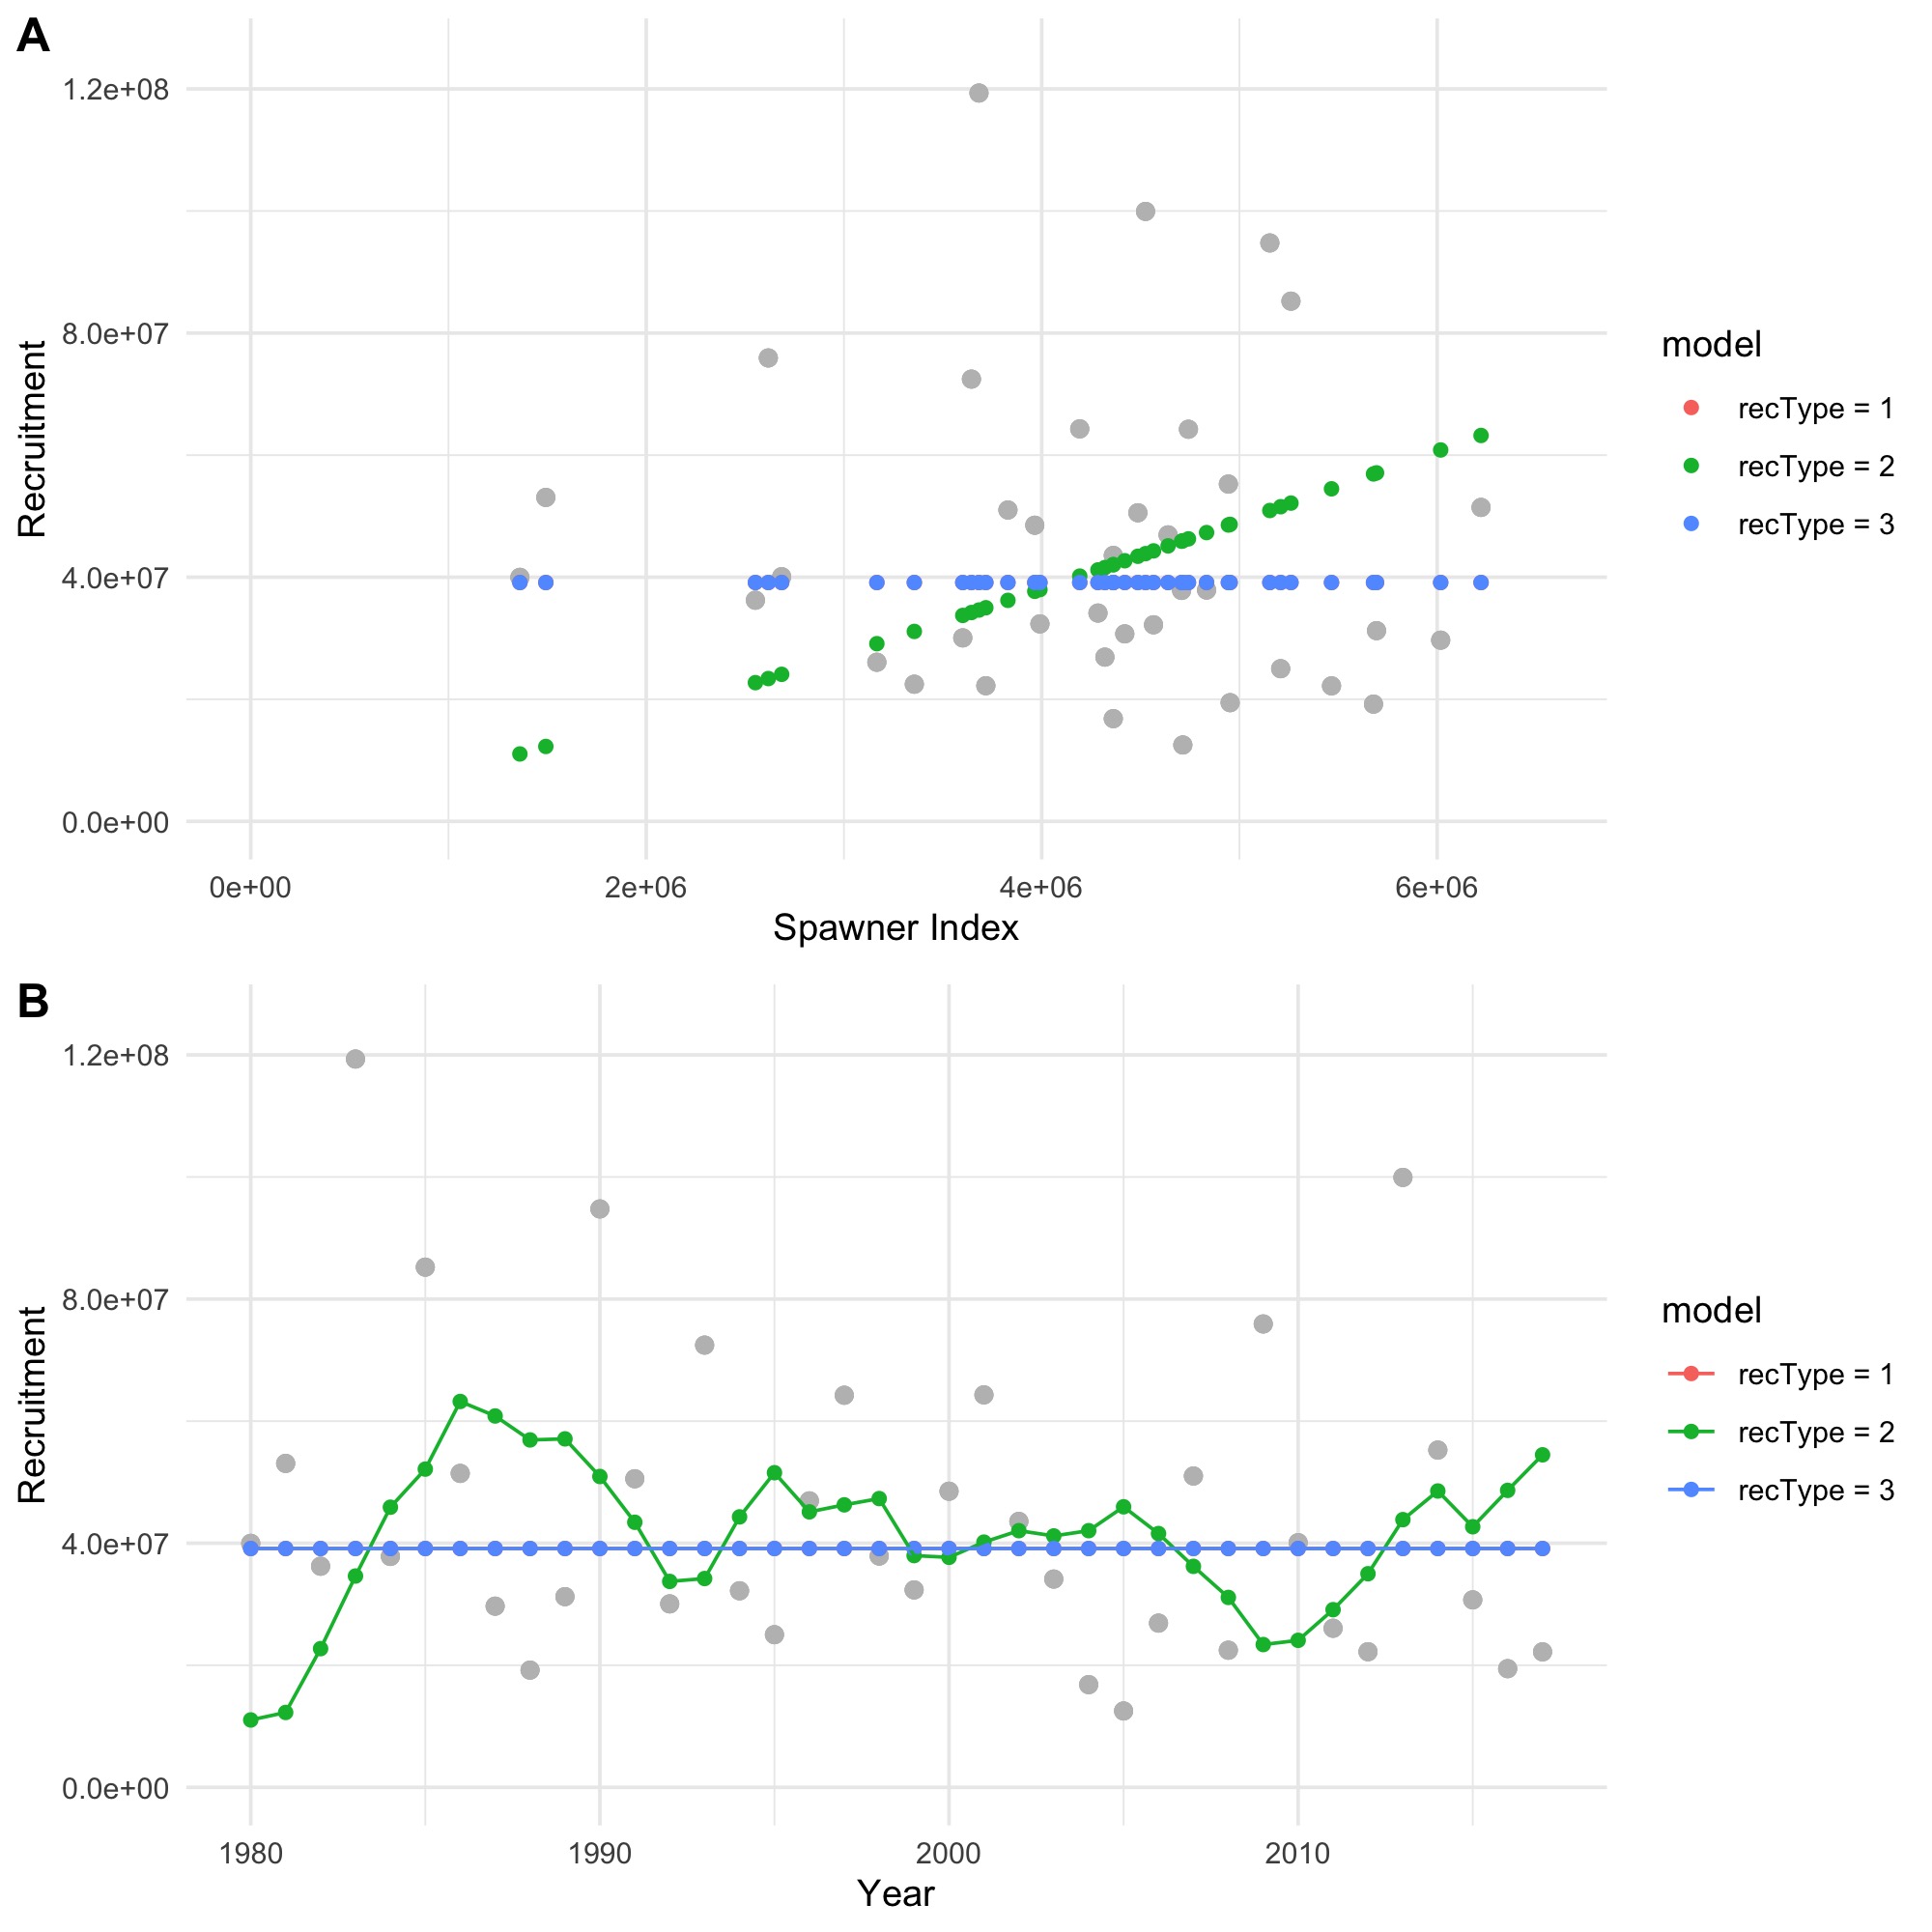 A
1.2e+08
8.0e+07
4.0e+07
0.0e+00
Recruitment
0e+00 2e+06 4e+06 6e+06
Spawner Index
model
recType = 1
recType = 2
recType = 3
B
1.2e+08
8.0e+07
4.0e+07
0.0e+00
Recruitment
1980 1990 2000 2010
Year
model
recType = 1
recType = 2
recType = 3